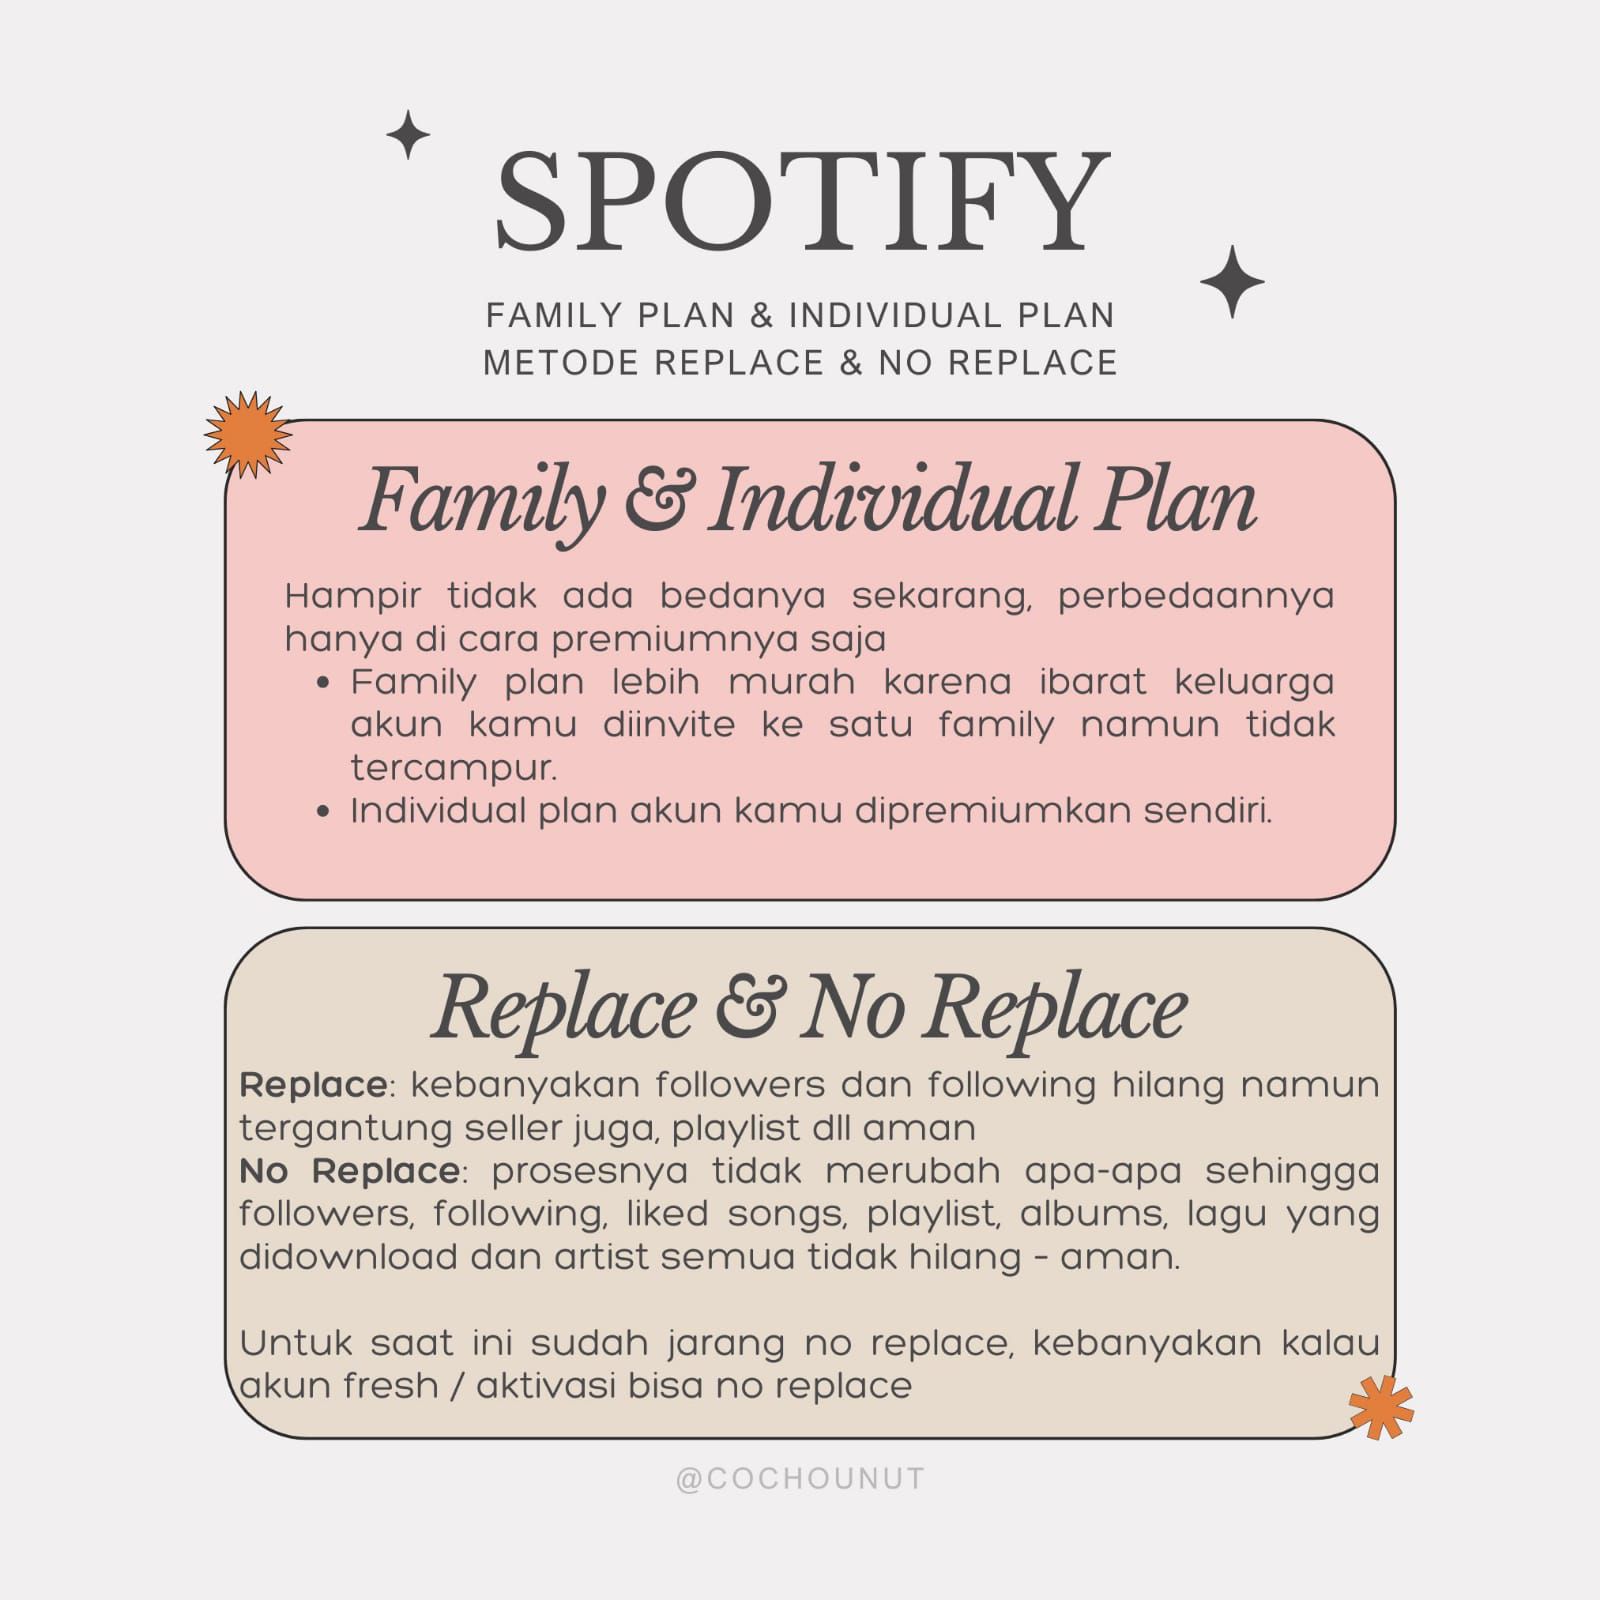 SPOTIFY
FAMILY PLAN & INDIVIDUAL PLAN
METODE REPLACE & NO REPLACE
Family & Individual Plan
Hampir tidak ada bedanya sekarang, perbedaannya
hanya di cara premiumnya saja
• Family plan lebih murah karena ibarat keluarga
akun kamu diinvite ke satu family namun tidak
tercampur.
• Individual plan akun kamu dipremiumkan sendiri.
Replace & No Replace
Replace: kebanyakan followers dan following hilang namun
tergantung seller juga, playlist dll aman
No Replace: prosesnya tidak merubah apa-apa sehingga
followers, following, liked songs, playlist, albums, lagu yang
didownload dan artist semua tidak hilang - aman.
Untuk saat ini sudah jarang no replace, kebanyakan kalau
akun fresh / aktivasi bisa no replace
@COCHOUNUT